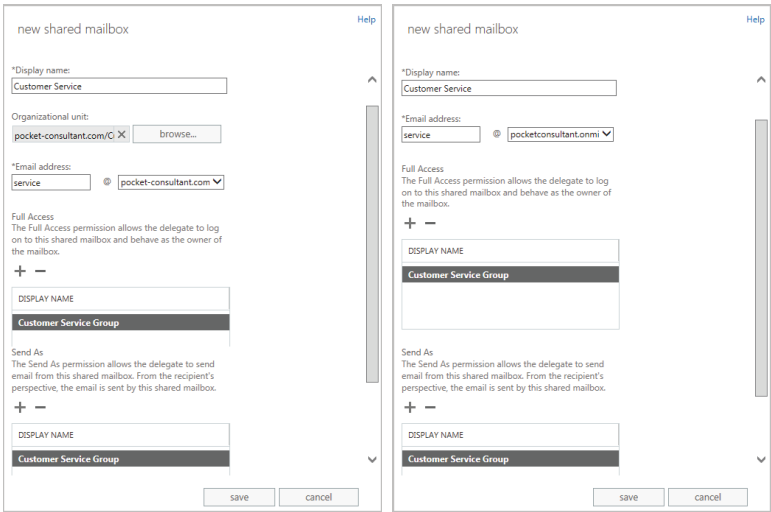 Help
new shared mailbox
*Display name:
Customer Service
Organizational unit:
pocket-consultant.com/C
browse...
*Email address:
service @ pocket-consultant.com
Full Access
The Full Access permission allows the delegate to log
on to this shared mailbox and behave as the owner of
the mailbox.
DISPLAY NAME
Customer Service Group
Send As
The Send As permission allows the delegate to send
email from this shared mailbox. From the recipient's
perspective, the email is sent by this shared mailbox.
DISPLAY NAME
Customer Service Group
save
cancel
Help
new shared mailbox
*Display name:
Customer Service
*Email address:
service @ pocketconsultant.onmi
Full Access
The Full Access permission allows the delegate to log
on to this shared mailbox and behave as the owner of
the mailbox.
DISPLAY NAME
Customer Service Group
Send As
The Send As permission allows the delegate to send
email from this shared mailbox. From the recipient's
perspective, the email is sent by this shared mailbox.
DISPLAY NAME
Customer Service Group
save
cancel